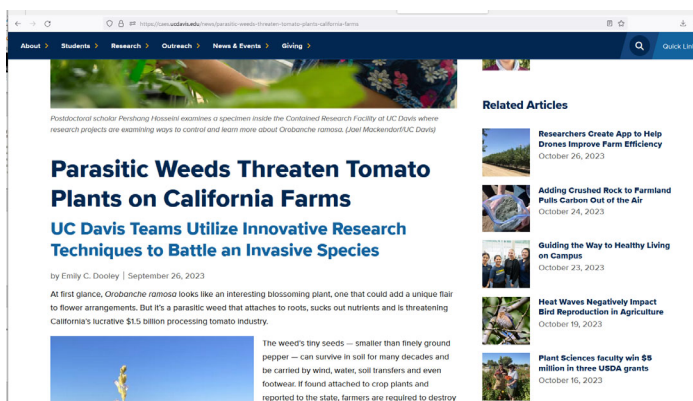 https://caes.ucdavis.edu/news/parasitic-weeds-threaten-tomato-plants-california-farms
About > Students > Research > Outreach > News & Events > Giving >
Quick Lin
Postdoctoral scholar Pershang Hosseini examines a specimen inside the Contained Research Facility at UC Davis where
research projects are examining ways to control and learn more about Orobanche ramosa. (Jael Mackendorf/UC Davis)
Parasitic Weeds Threaten Tomato
Plants on California Farms
UC Davis Teams Utilize Innovative Research
Techniques to Battle an Invasive Species
by Emily C. Dooley | September 26, 2023
At first glance, Orobanche ramosa looks like an interesting blossoming plant, one that could add a unique flair
to flower arrangements. But it's a parasitic weed that attaches to roots, sucks out nutrients and is threatening
California's lucrative $1.5 billion processing tomato industry.
The weed's tiny seeds — smaller than finely ground
pepper — can survive in soil for many decades and
be carried by wind, water, soil transfers and even
footwear. If found attached to crop plants and
reported to the state, farmers are required to destroy
Related Articles
Researchers Create App to Help
Drones Improve Farm Efficiency
October 26, 2023
Adding Crushed Rock to Farmland
Pulls Carbon Out of the Air
October 24, 2023
Guiding the Way to Healthy Living
on Campus
October 23, 2023
Heat Waves Negatively Impact
Bird Reproduction in Agriculture
October 19, 2023
Plant Sciences faculty win $5
million in three USDA grants
October 16, 2023